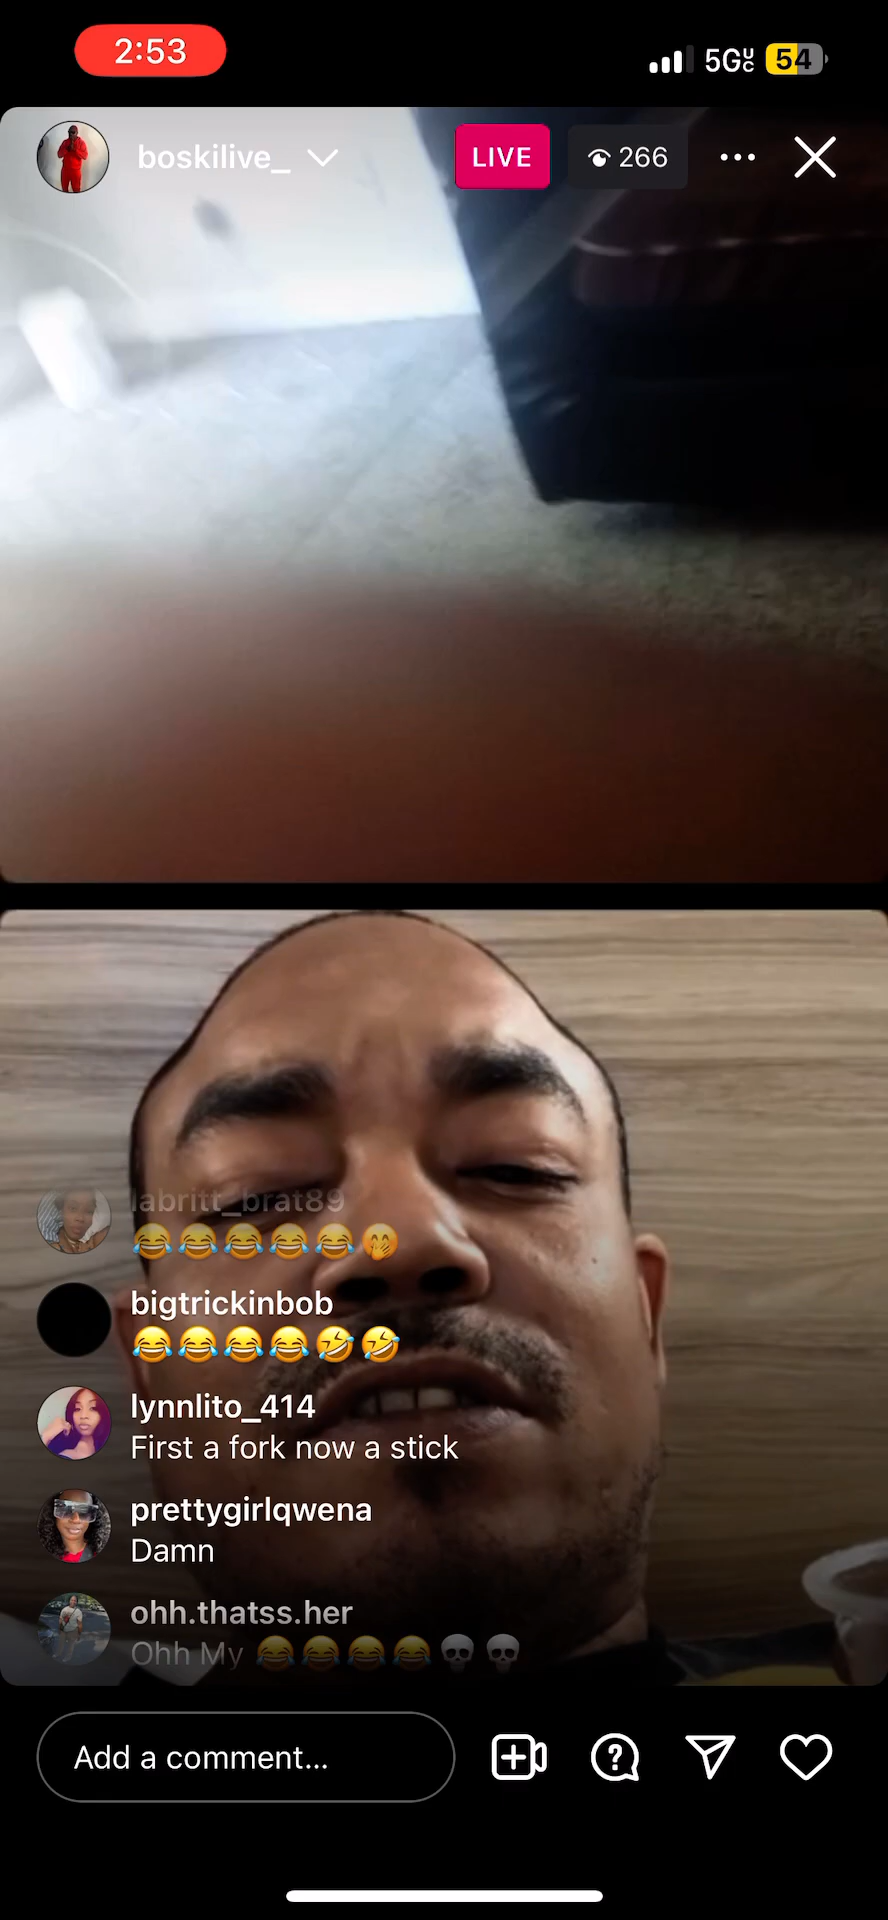 2:53
5GUC
54
boskilive_
LIVE
266
labritt_brat89
😂😂😂😂😂🤭
bigtrickinbob
😂😂😂😂🤣🤣
lynnlito_414
First a fork now a stick
prettygirlqwena
Damn
ohh.thatss.her
Ohh My 😂😂😂😂💀💀
Add a comment...